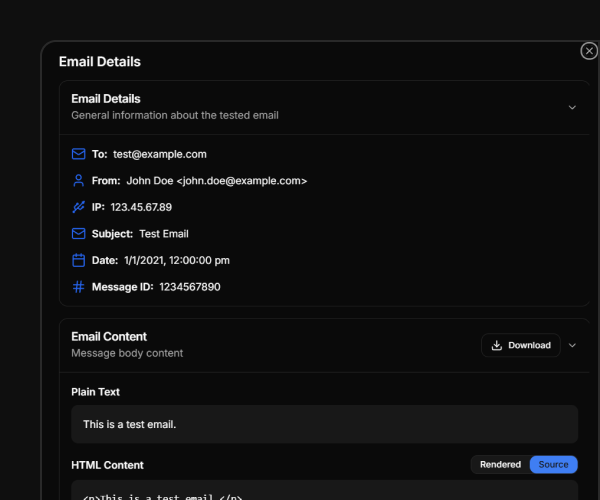 Email Details
Email Details
General information about the tested email
To: test@example.com
From: John Doe <john.doe@example.com>
IP: 123.45.67.89
Subject: Test Email
Date: 1/1/2021, 12:00:00 pm
Message ID: 1234567890
Email Content
Download
Message body content
Plain Text
This is a test email.
HTML Content
Rendered
Source
<p>This is a test email.</p>